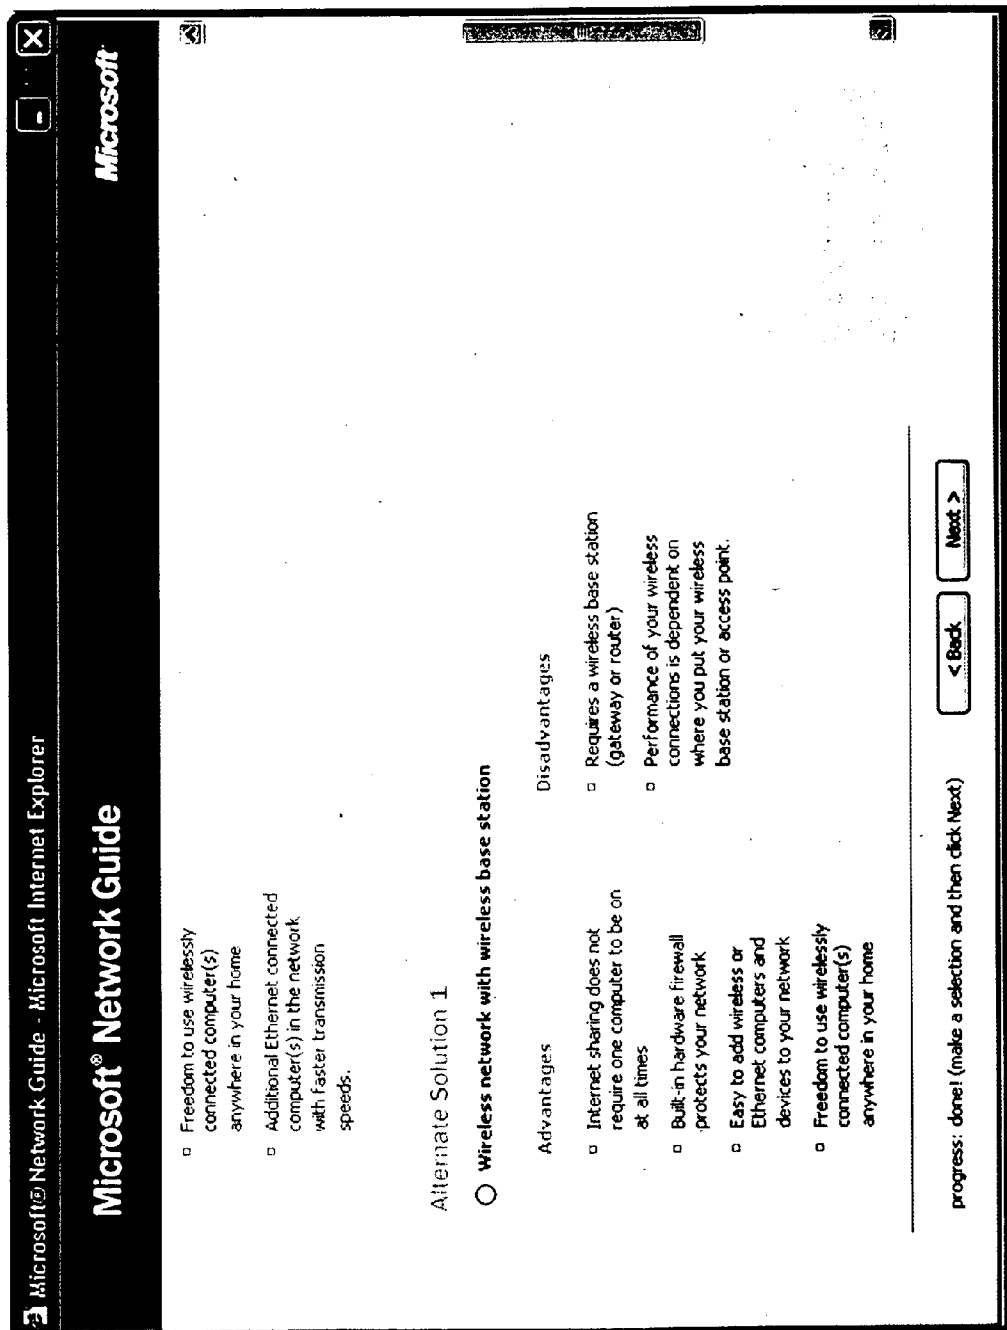 Microsoft® Network Guide - Microsoft Internet Explorer
Microsoft® Network Guide
Microsoft
Freedom to use wirelessly
connected computer(s)
anywhere in your home
Additional Ethernet connected
computer(s) in the network
with faster transmission
speeds.
Alternate Solution 1
Wireless network with wireless base station
Advantages
Internet sharing does not
require one computer to be on
at all times
Built-in hardware firewall
protects your network
Easy to add wireless or
Ethernet computers and
devices to your network
Freedom to use wirelessly
connected computer(s)
anywhere in your home
Disadvantages
Requires a wireless base station
(gateway or router)
Performance of your wireless
connections is dependent on
where you put your wireless
base station or access point.
progress: done! (make a selection and then click Next)
< Back
Next >